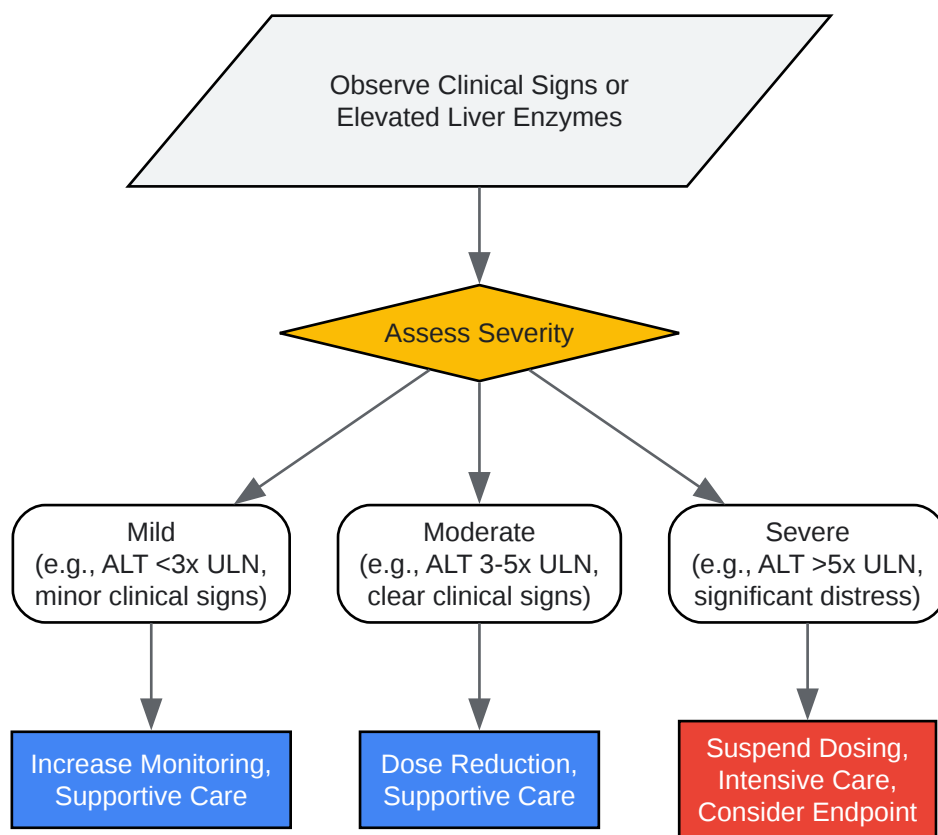 Observe Clinical Signs or
Elevated Liver Enzymes
Assess Severity
Mild
(e.g., ALT <3x ULN,
minor clinical signs)
Moderate
(e.g., ALT 3-5x ULN,
clear clinical signs)
Severe
(e.g., ALT >5x ULN,
significant distress)
Increase Monitoring,
Supportive Care
Dose Reduction,
Supportive Care
Suspend Dosing,
Intensive Care,
Consider Endpoint